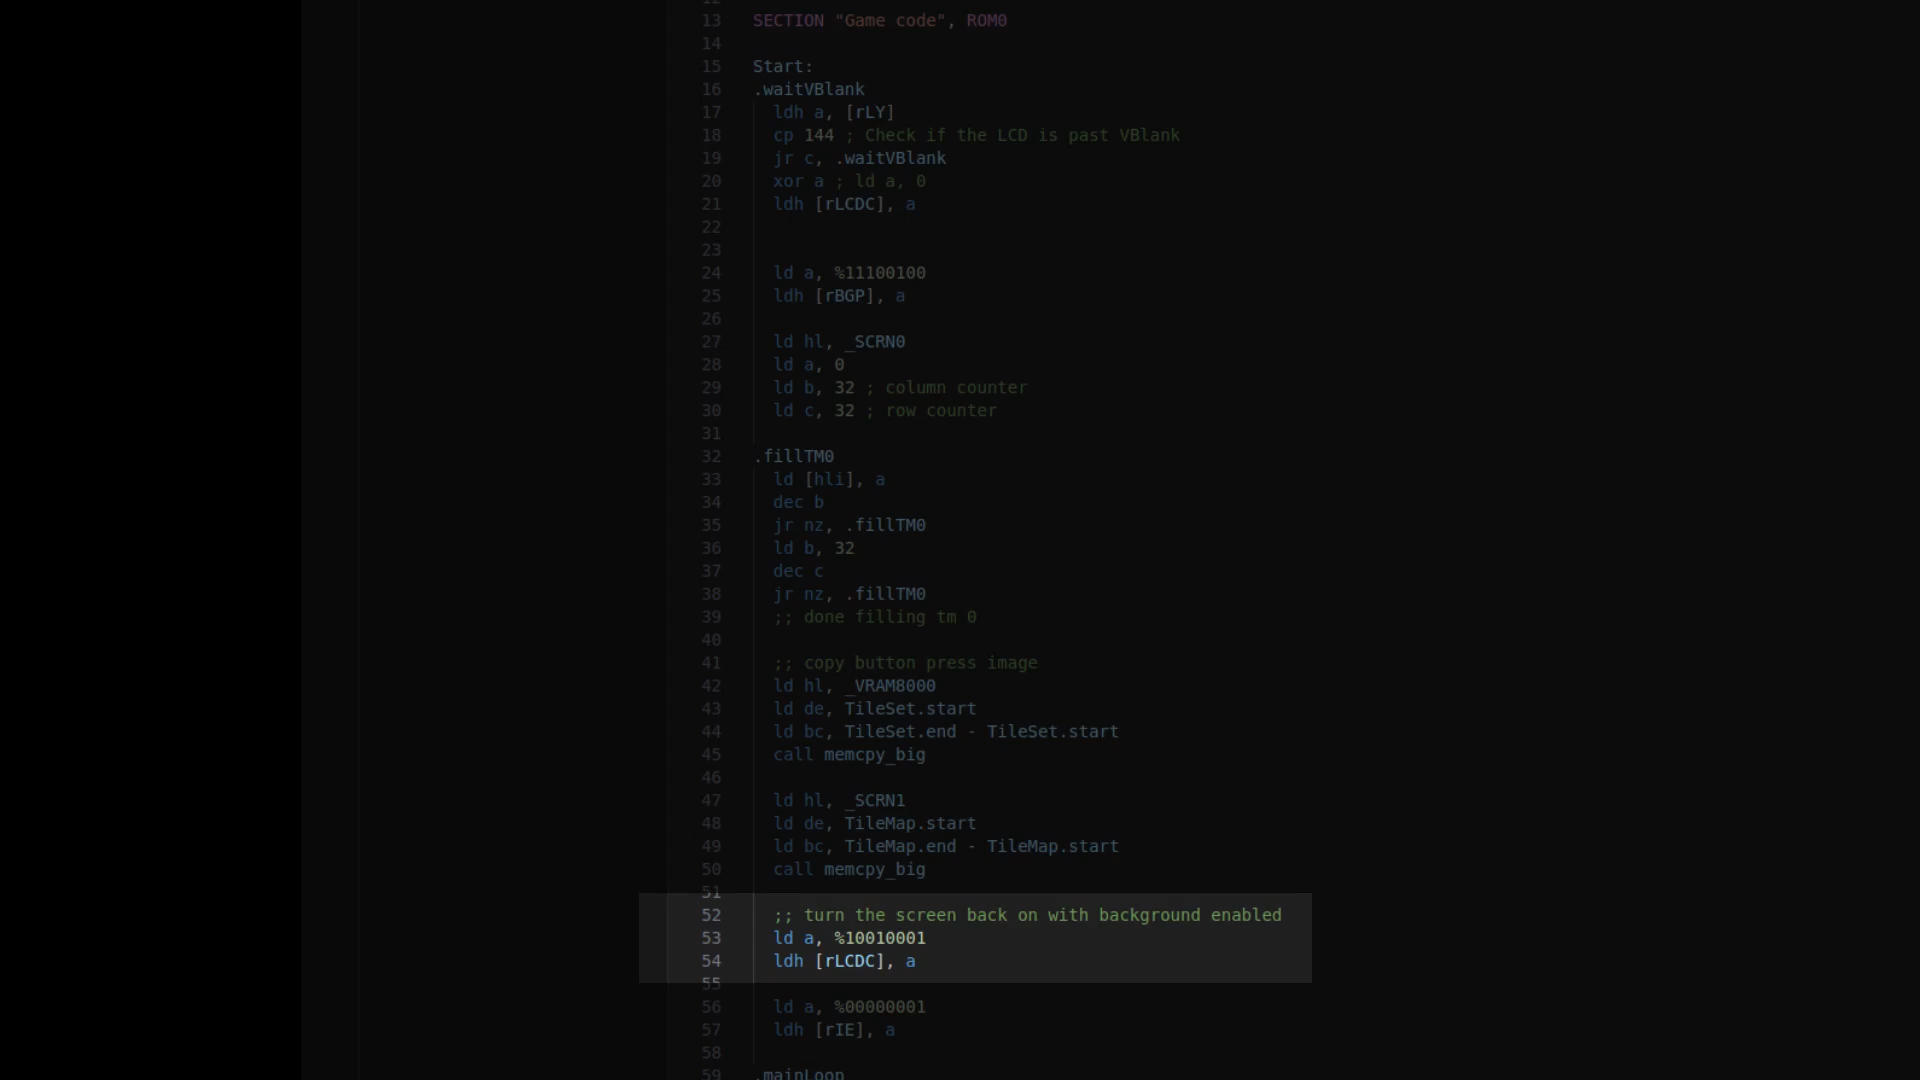 12
13 SECTION "Game code", ROM0
14
15 Start:
16 .waitVBlank
17 ldh a, [rLY]
18 cp 144 ; Check if the LCD is past VBlank
19 jr c, .waitVBlank
20 xor a ; ld a, 0
21 ldh [rLCDC], a
22
23
24 ld a, %11100100
25 ldh [rBGP], a
26
27 ld hl, _SCRN0
28 ld a, 0
29 ld b, 32 ; column counter
30 ld c, 32 ; row counter
31
32 .fillTM0
33 ld [hli], a
34 dec b
35 jr nz, .fillTM0
36 ld b, 32
37 dec c
38 jr nz, .fillTM0
39 ;; done filling tm 0
40
41 ;; copy button press image
42 ld hl, _VRAM8000
43 ld de, TileSet.start
44 ld bc, TileSet.end - TileSet.start
45 call memcpy_big
46
47 ld hl, _SCRN1
48 ld de, TileMap.start
49 ld bc, TileMap.end - TileMap.start
50 call memcpy_big
51
52 ;; turn the screen back on with background enabled
53 ld a, %10010001
54 ldh [rLCDC], a
55
56 ld a, %00000001
57 ldh [rIE], a
58
59 .mainLoop